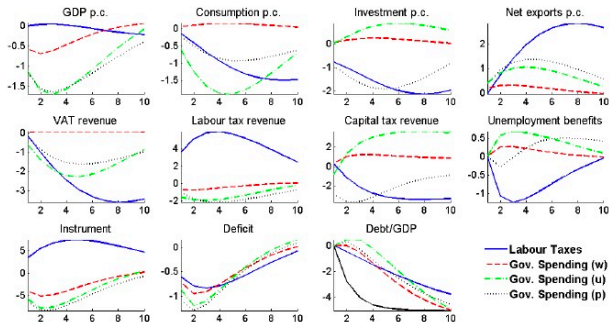 GDP p.c. Consumption p.c. Investment p.c. Net exports p.c.
0 0 0
-0.5 -0.5 -0.5 2
-1 -1 -1 1
-1.5 -1.5 -1.5 -2 0
2 4 6 8 10 2 4 6 8 10 2 4 6 8 10 2 4 6 8 10
VAT revenue Labour tax revenue Capital tax revenue Unemployment benefits
0 4 2 0.5
-1 2 0 0
-2 0 -2 -0.5
-3 -2 -1
2 4 6 8 10 2 4 6 8 10 2 4 6 8 10 2 4 6 8 10
Instrument Deficit Debt/GDP
5 0 0
0 -0.5 -2
-5 -1 -4
2 4 6 8 10 2 4 6 8 10 2 4 6 8 10
Labour Taxes
Gov. Spending (w)
Gov. Spending (u)
Gov. Spending (p)